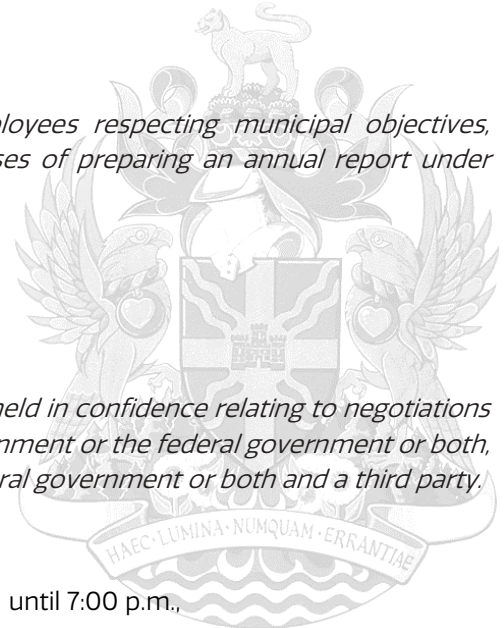 ployees respecting municipal objectives,
ses of preparing an annual report under
held in confidence relating to negotiations
nment or the federal government or both,
ral government or both and a third party.
HAEC · LUMINA · NUMQUAM · ERRANTIAE
until 7:00 p.m.,